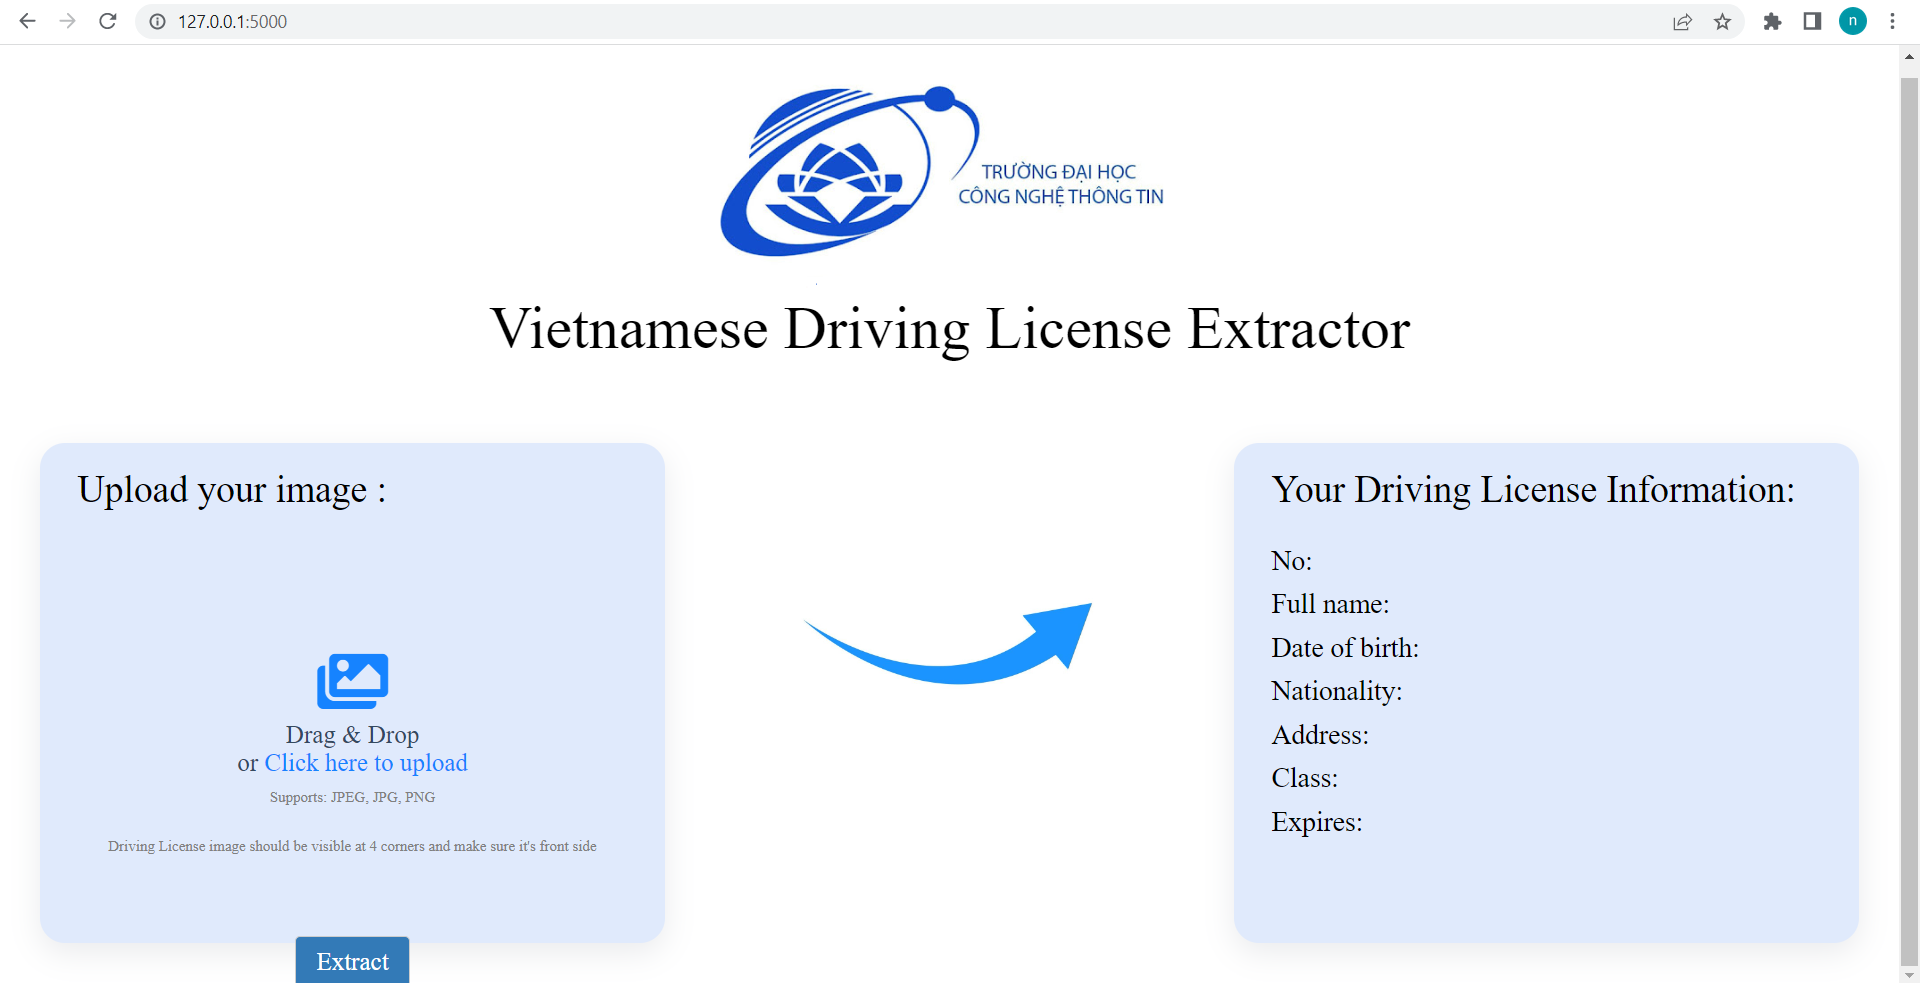 127.0.0.1:5000
n
TRƯỜNG ĐẠI HỌC
CÔNG NGHỆ THÔNG TIN
Vietnamese Driving License Extractor
Upload your image :
Drag & Drop
or Click here to upload
Supports: JPEG, JPG, PNG
Driving License image should be visible at 4 corners and make sure it's front side
Extract
Your Driving License Information:
No:
Full name:
Date of birth:
Nationality:
Address:
Class:
Expires: